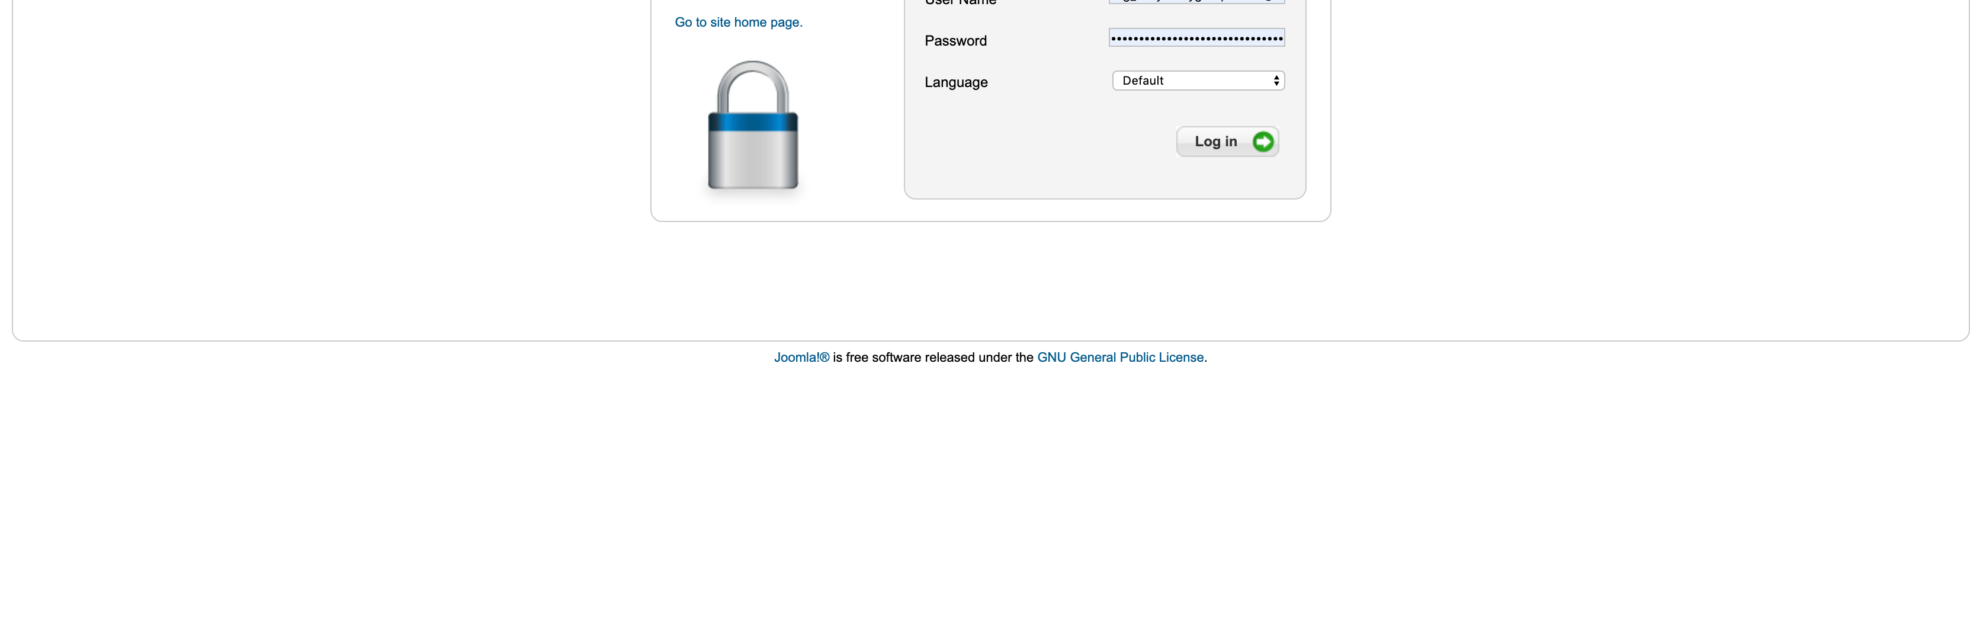 User Name
Go to site home page.
Password
Language
Default
Log in
Joomla!® is free software released under the GNU General Public License.